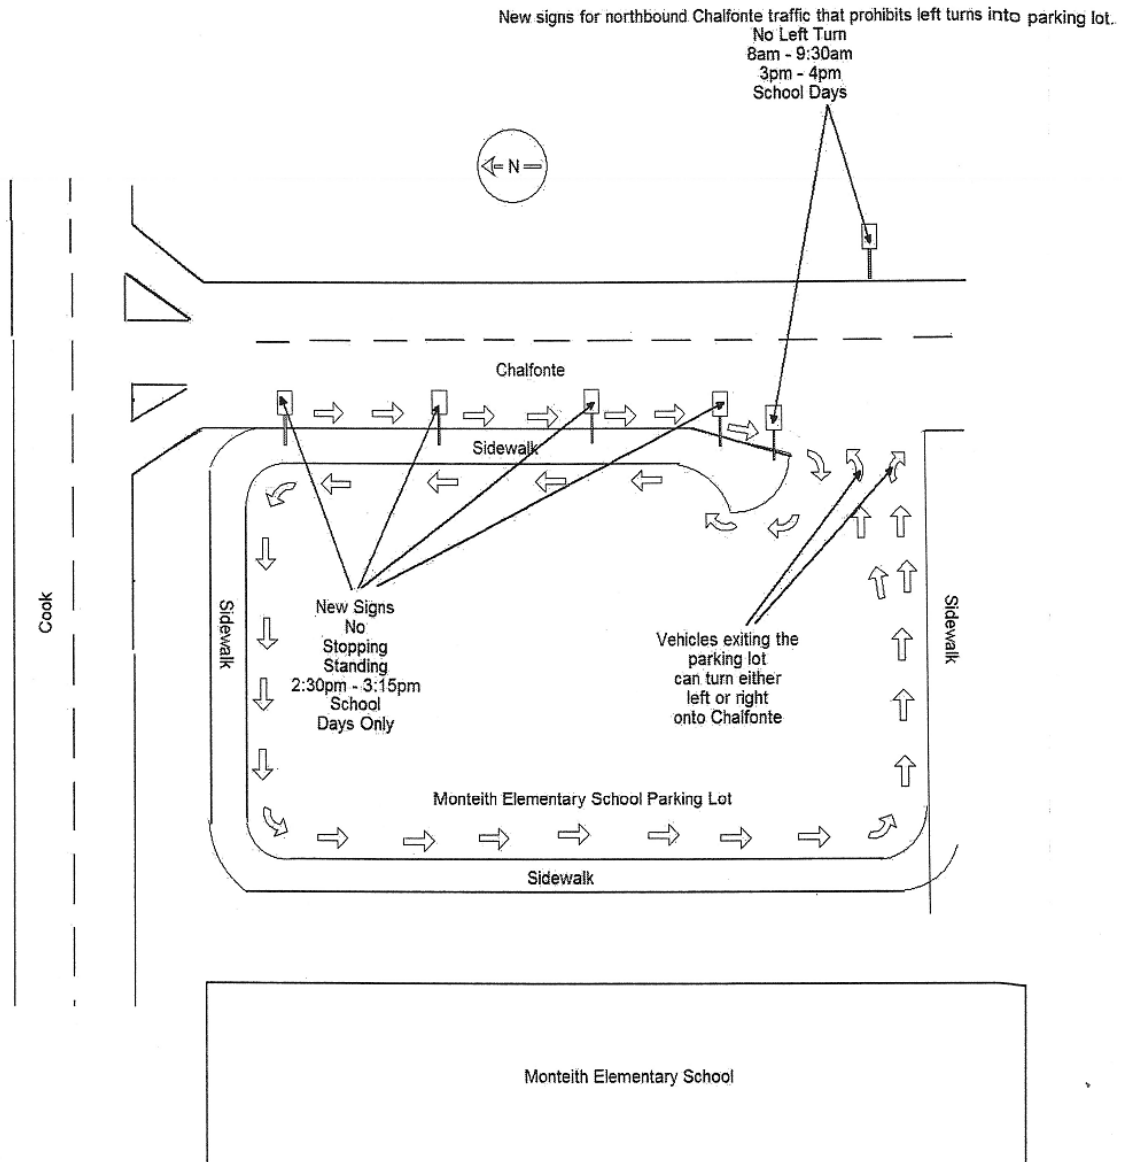 New signs for northbound Chalfonte traffic that prohibits left turns into parking lot.
No Left Turn
8am - 9:30am
3pm - 4pm
School Days
N
Chalfonte
Sidewalk
Cook
Sidewalk
New Signs
No
Stopping
Standing
2:30pm - 3:15pm
School
Days Only
Vehicles exiting the
parking lot
can turn either
left or right
onto Chalfonte
Sidewalk
Monteith Elementary School Parking Lot
Sidewalk
Monteith Elementary School